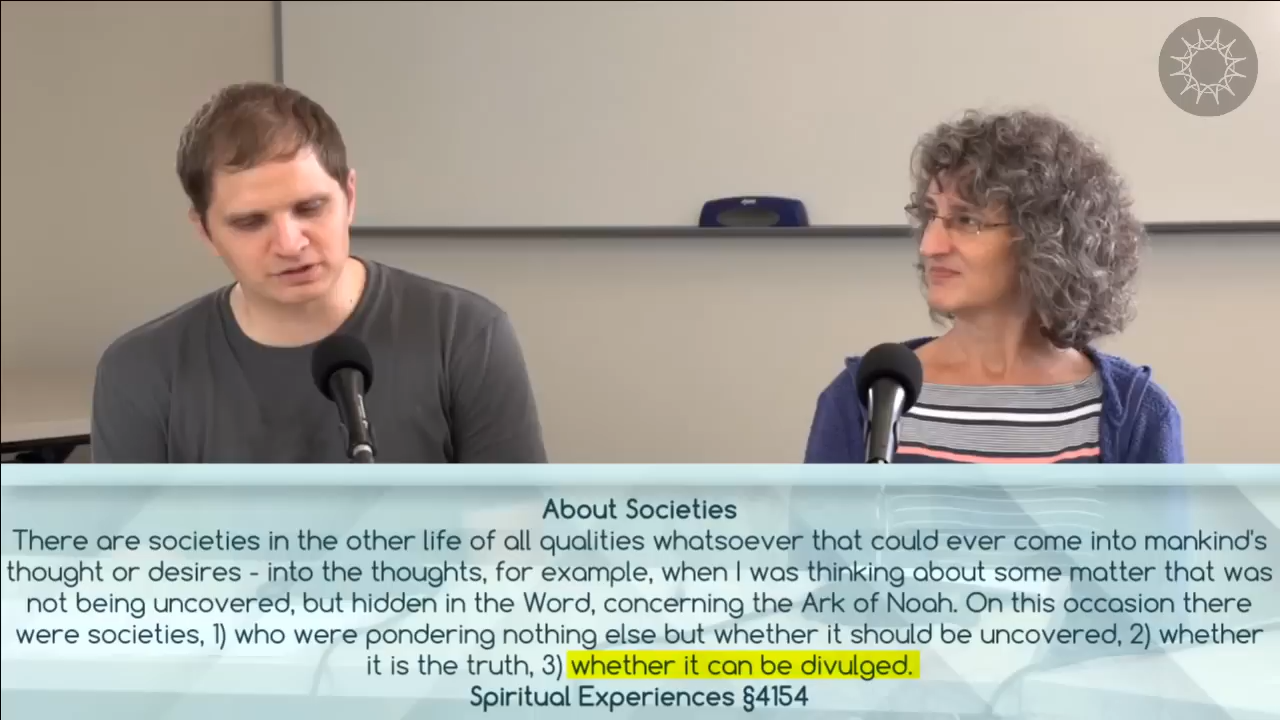 About Societies
There are societies in the other life of all qualities whatsoever that could ever come into mankind's
thought or desires - into the thoughts, for example, when I was thinking about some matter that was
not being uncovered, but hidden in the Word, concerning the Ark of Noah. On this occasion there
were societies, 1) who were pondering nothing else but whether it should be uncovered, 2) whether
it is the truth, 3) whether it can be divulged.
Spiritual Experiences §4154